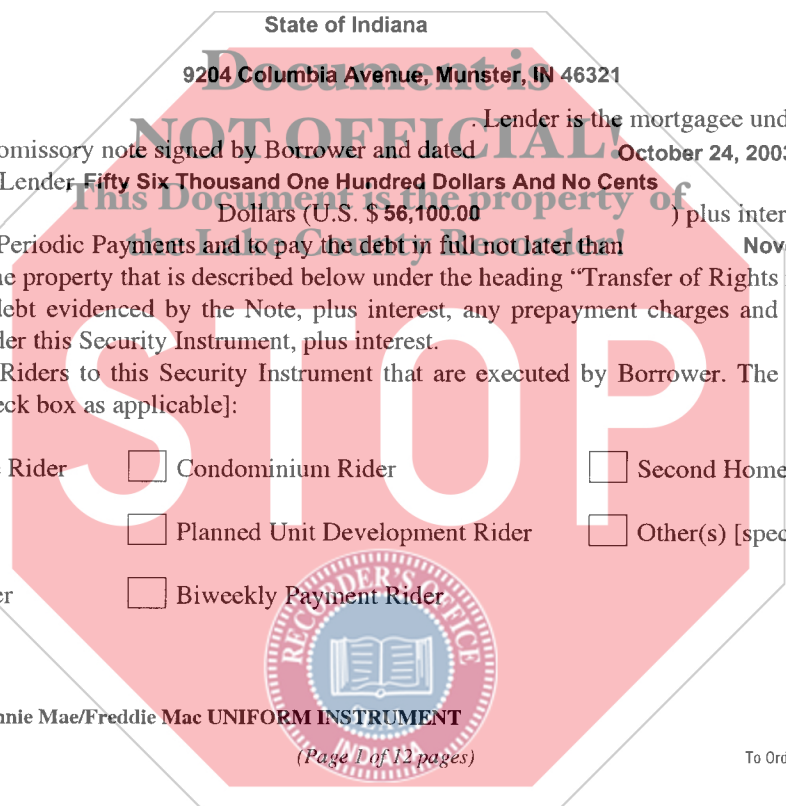 State of Indiana
Document is
9204 Columbia Avenue, Munster, IN 46321
NOT OFFICIAL!
. Lender is the mortgagee und
omissory note signed by Borrower and dated October 24, 2003
Lender Fifty Six Thousand One Hundred Dollars And No Cents
This Document is the property of
Dollars (U.S. $ 56,100.00 ) plus inter
the Lake County Recorder!
Periodic Payments and to pay the debt in full not later than Nov
e property that is described below under the heading “Transfer of Rights
ebt evidenced by the Note, plus interest, any prepayment charges and
der this Security Instrument, plus interest.
Riders to this Security Instrument that are executed by Borrower. The
eck box as applicable]:
STOP
Rider Condominium Rider Second Home
Planned Unit Development Rider Other(s) [spec
er Biweekly Payment Rider
RECORDER'S OFFICE
nnie Mae/Freddie Mac UNIFORM INSTRUMENT
INDIANA
(Page 1 of 12 pages)
To Ord